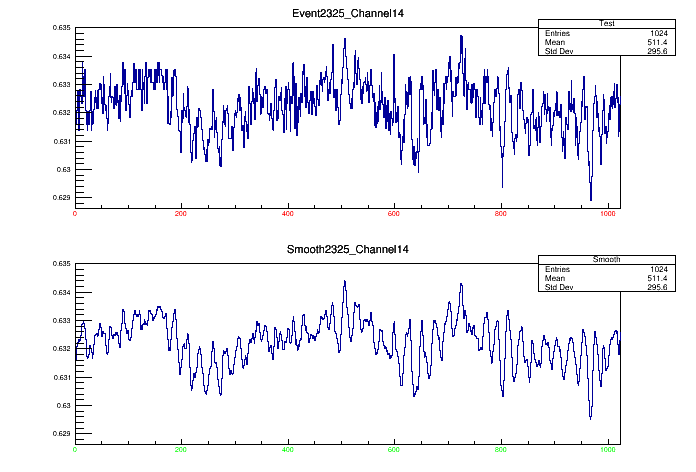 Event2325_Channel14
Test
Entries 1024
Mean 511.4
Std Dev 295.6
0.635
0.634
0.633
0.632
0.631
0.63
0.629
0 200 400 600 800 1000
Smooth2325_Channel14
Smooth
Entries 1024
Mean 511.4
Std Dev 295.6
0.635
0.634
0.633
0.632
0.631
0.63
0.629
0 200 400 600 800 1000